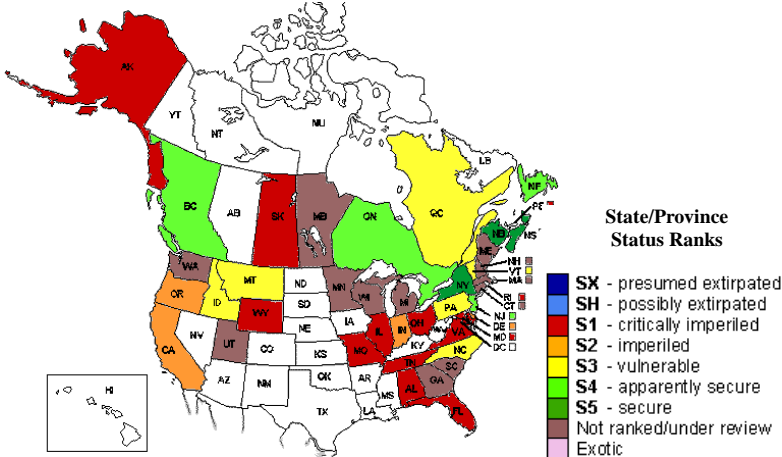 AK
YT
NT
NU
LB
BC
AB
SK
MB
ON
QC
NF
PE
NB
NS
ME
WA
MT
ND
MN
NH
VT
MA
OR
ID
WY
SD
WI
MI
NY
RI
CT
NV
UT
CO
NE
IA
IL
IN
OH
PA
NJ
DE
MD
DC
CA
AZ
NM
KS
MO
KY
WV
VA
OK
AR
TN
NC
SC
TX
LA
MS
AL
GA
FL
HI
State/Province
Status Ranks
SX - presumed extirpated
SH - possibly extirpated
S1 - critically imperiled
S2 - imperiled
S3 - vulnerable
S4 - apparently secure
S5 - secure
Not ranked/under review
Exotic